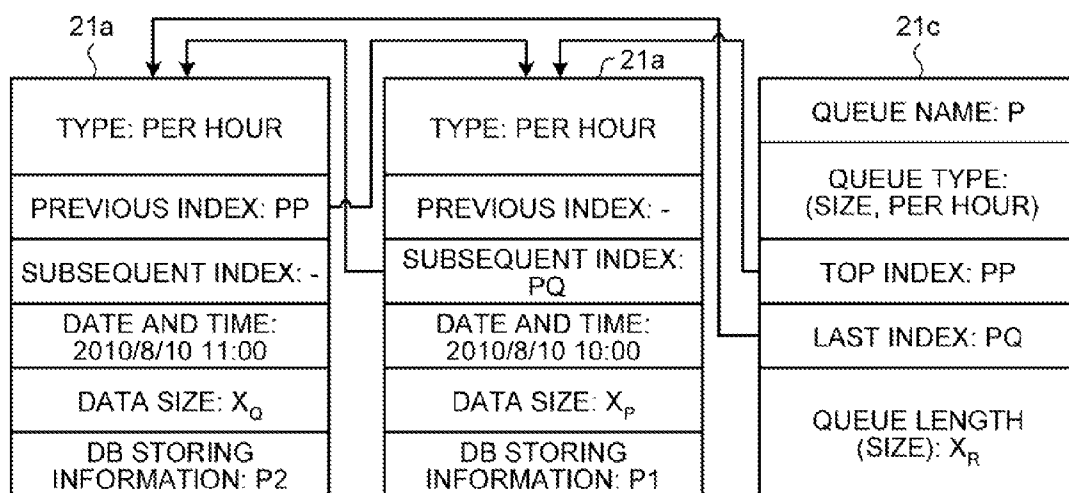 21a
TYPE: PER HOUR
PREVIOUS INDEX: PP
SUBSEQUENT INDEX: -
DATE AND TIME:
2010/8/10 11:00
DATA SIZE: X_Q
DB STORING
INFORMATION: P2
21a
TYPE: PER HOUR
PREVIOUS INDEX: -
SUBSEQUENT INDEX:
PQ
DATE AND TIME:
2010/8/10 10:00
DATA SIZE: X_P
DB STORING
INFORMATION: P1
21c
QUEUE NAME: P
QUEUE TYPE:
(SIZE, PER HOUR)
TOP INDEX: PP
LAST INDEX: PQ
QUEUE LENGTH
(SIZE): X_R